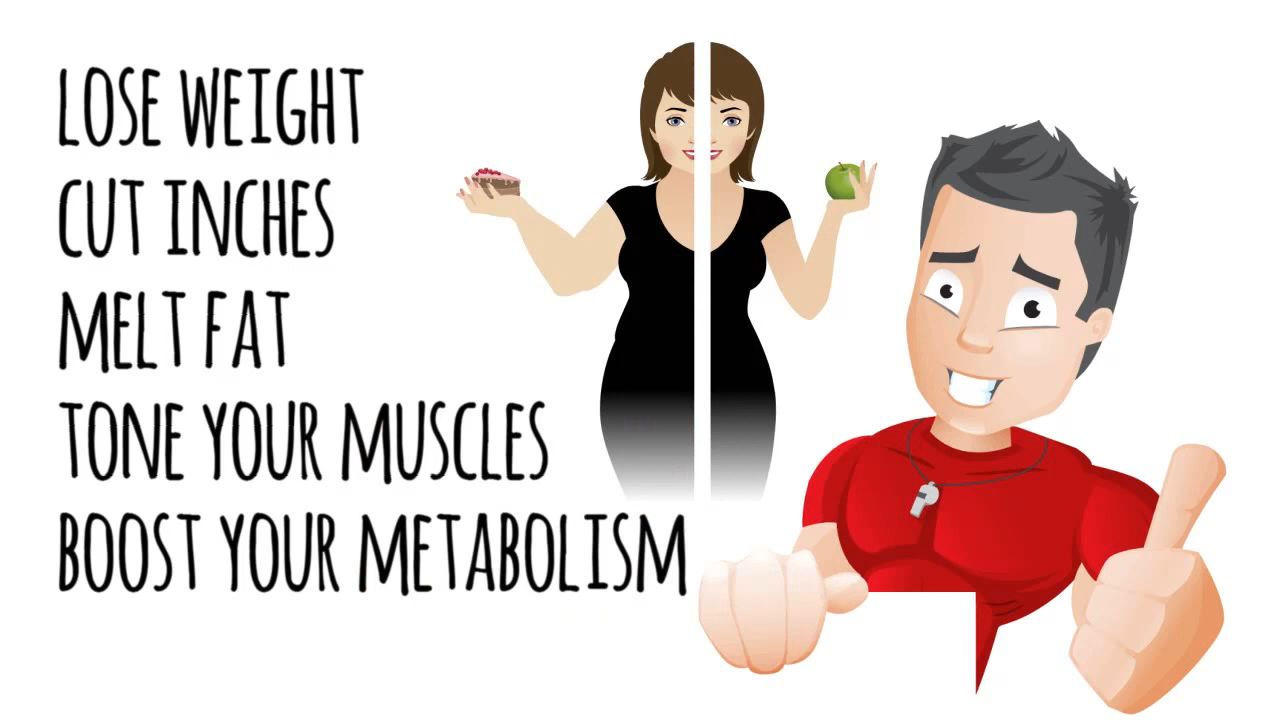 LOSE WEIGHT
CUT INCHES
MELT FAT
TONE YOUR MUSCLES
BOOST YOUR METABOLISM